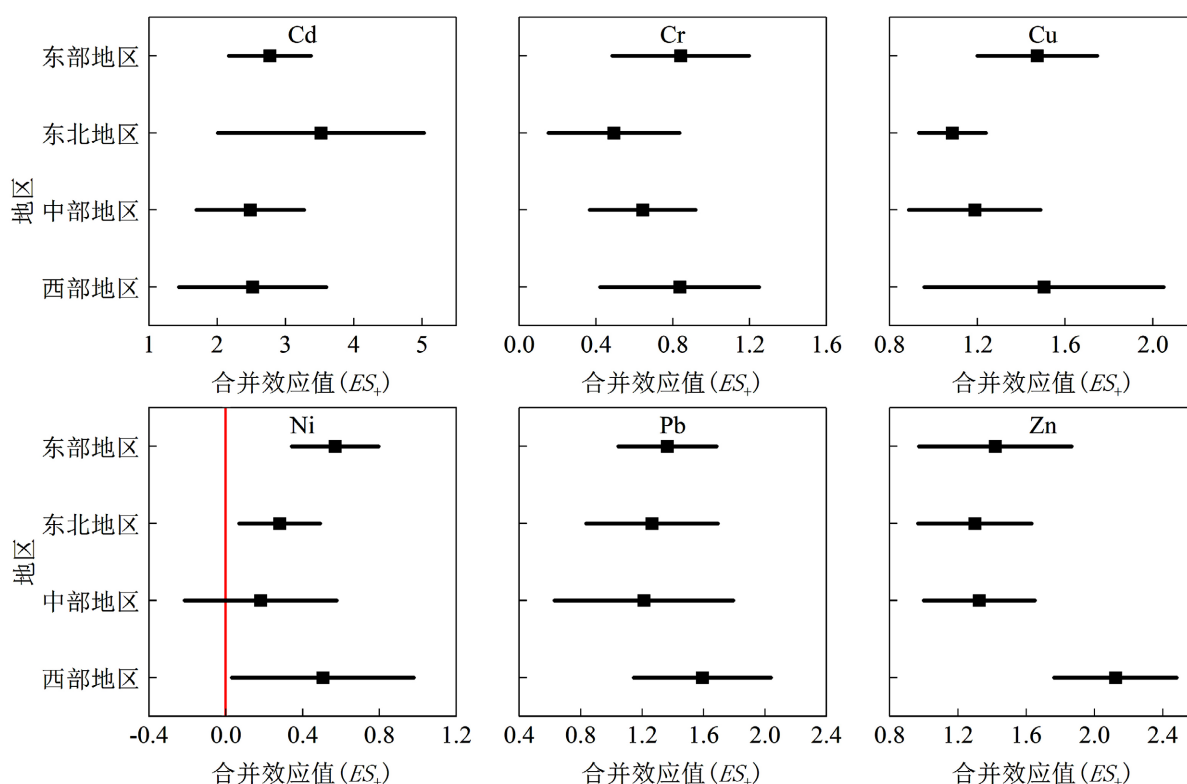 Cd
Cr
Cu
东部地区
东北地区
中部地区
西部地区
地区
1 2 3 4 5
0.0 0.4 0.8 1.2 1.6
0.8 1.2 1.6 2.0
合并效应值(ES+)
合并效应值(ES+)
合并效应值(ES+)
Ni
Pb
Zn
东部地区
东北地区
中部地区
西部地区
地区
-0.4 0.0 0.4 0.8 1.2
0.4 0.8 1.2 1.6 2.0 2.4
0.8 1.2 1.6 2.0 2.4
合并效应值(ES+)
合并效应值(ES+)
合并效应值(ES+)